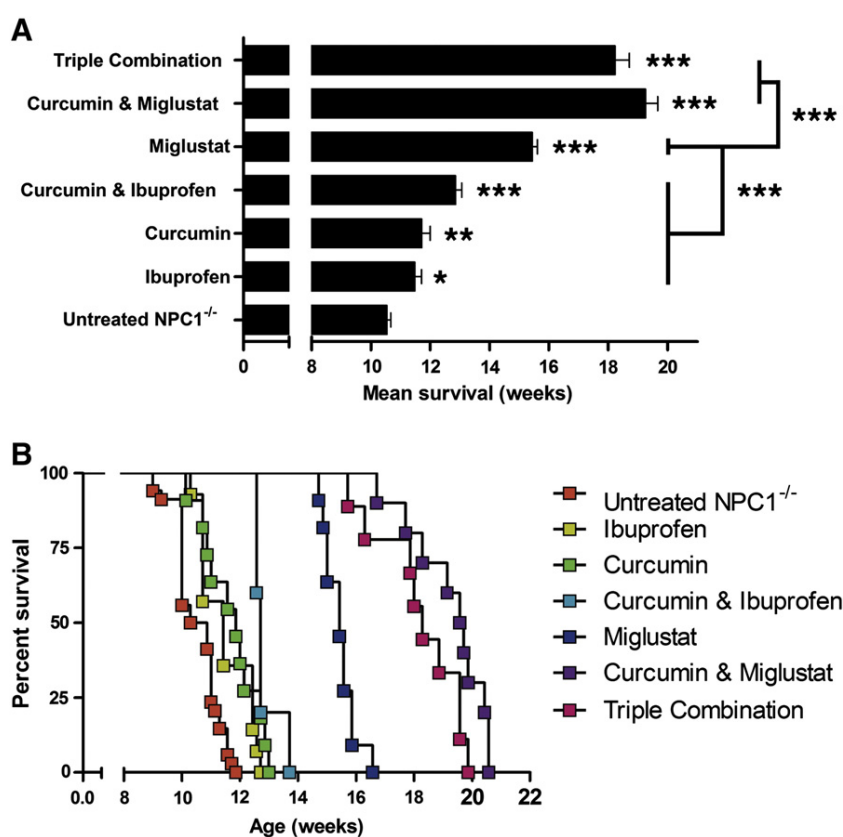 A
Triple Combination ***
Curcumin & Miglustat ***
***
Miglustat ***
Curcumin & Ibuprofen *** ***
Curcumin **
Ibuprofen *
Untreated NPC1-/-
0 8 10 12 14 16 18 20
Mean survival (weeks)
B
100
75
50
25
0
Percent survival
0.0 8 10 12 14 16 18 20 22
Age (weeks)
Untreated NPC1-/-
Ibuprofen
Curcumin
Curcumin & Ibuprofen
Miglustat
Curcumin & Miglustat
Triple Combination